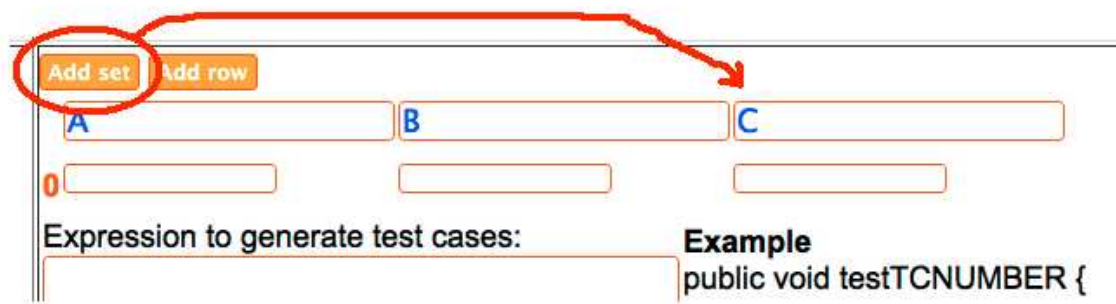 Add set Add row
A B C
0
Expression to generate test cases: Example
public void testTCNUMBER {